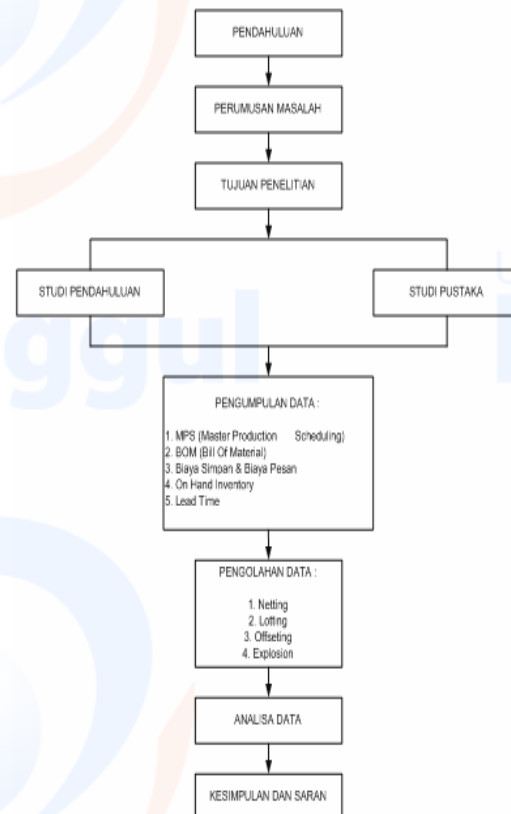 PENDAHULUAN
PERUMUSAN MASALAH
TUJUAN PENELITIAN
STUDI PENDAHULUAN
STUDI PUSTAKA
nggul
PENGUMPULAN DATA :
1. MPS (Master Production Scheduling)
2. BOM (Bill Of Material)
3. Biaya Simpan & Biaya Pesan
4. On Hand Inventory
5. Lead Time
PENGOLAHAN DATA :
1. Netting
2. Lotting
3. Offseting
4. Explosion
ANALISA DATA
KESIMPULAN DAN SARAN